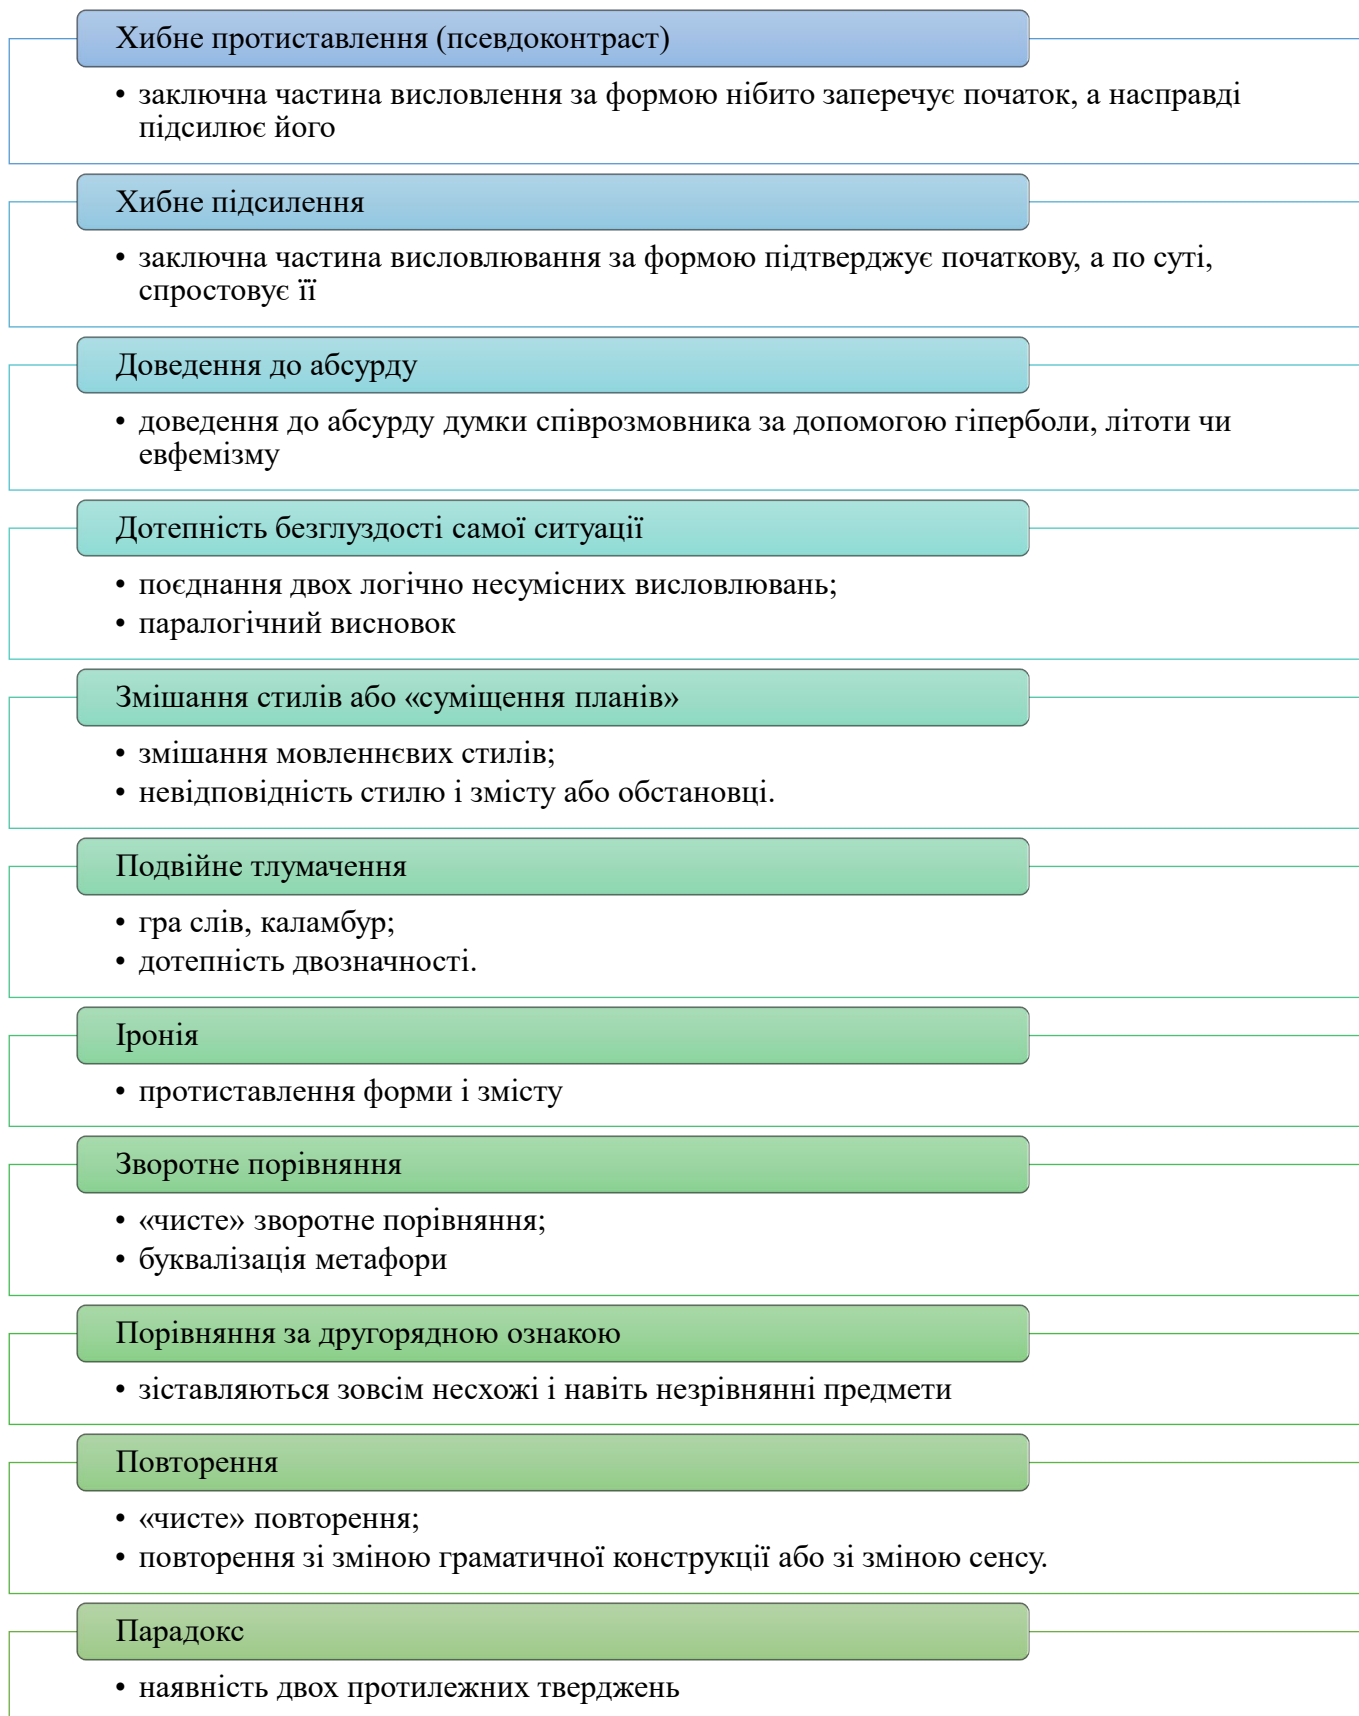 Хибне протиставлення (псевдоконтраст)
• заключна частина висловлення за формою нібито заперечує початок, а насправді
підсилює його
Хибне підсилення
• заключна частина висловлювання за формою підтверджує початкову, а по суті,
спростовує її
Доведення до абсурду
• доведення до абсурду думки співрозмовника за допомогою гіперболи, літоти чи
евфемізму
Дотепність безглуздості самої ситуації
• поєднання двох логічно несумісних висловлювань;
• паралогічний висновок
Змішання стилів або «суміщення планів»
• змішання мовленнєвих стилів;
• невідповідність стилю і змісту або обстановці.
Подвійне тлумачення
• гра слів, каламбур;
• дотепність двозначності.
Іронія
• протиставлення форми і змісту
Зворотне порівняння
• «чисте» зворотне порівняння;
• буквалізація метафори
Порівняння за другорядною ознакою
• зіставляються зовсім несхожі і навіть незрівнянні предмети
Повторення
• «чисте» повторення;
• повторення зі зміною граматичної конструкції або зі зміною сенсу.
Парадокс
• наявність двох протилежних тверджень